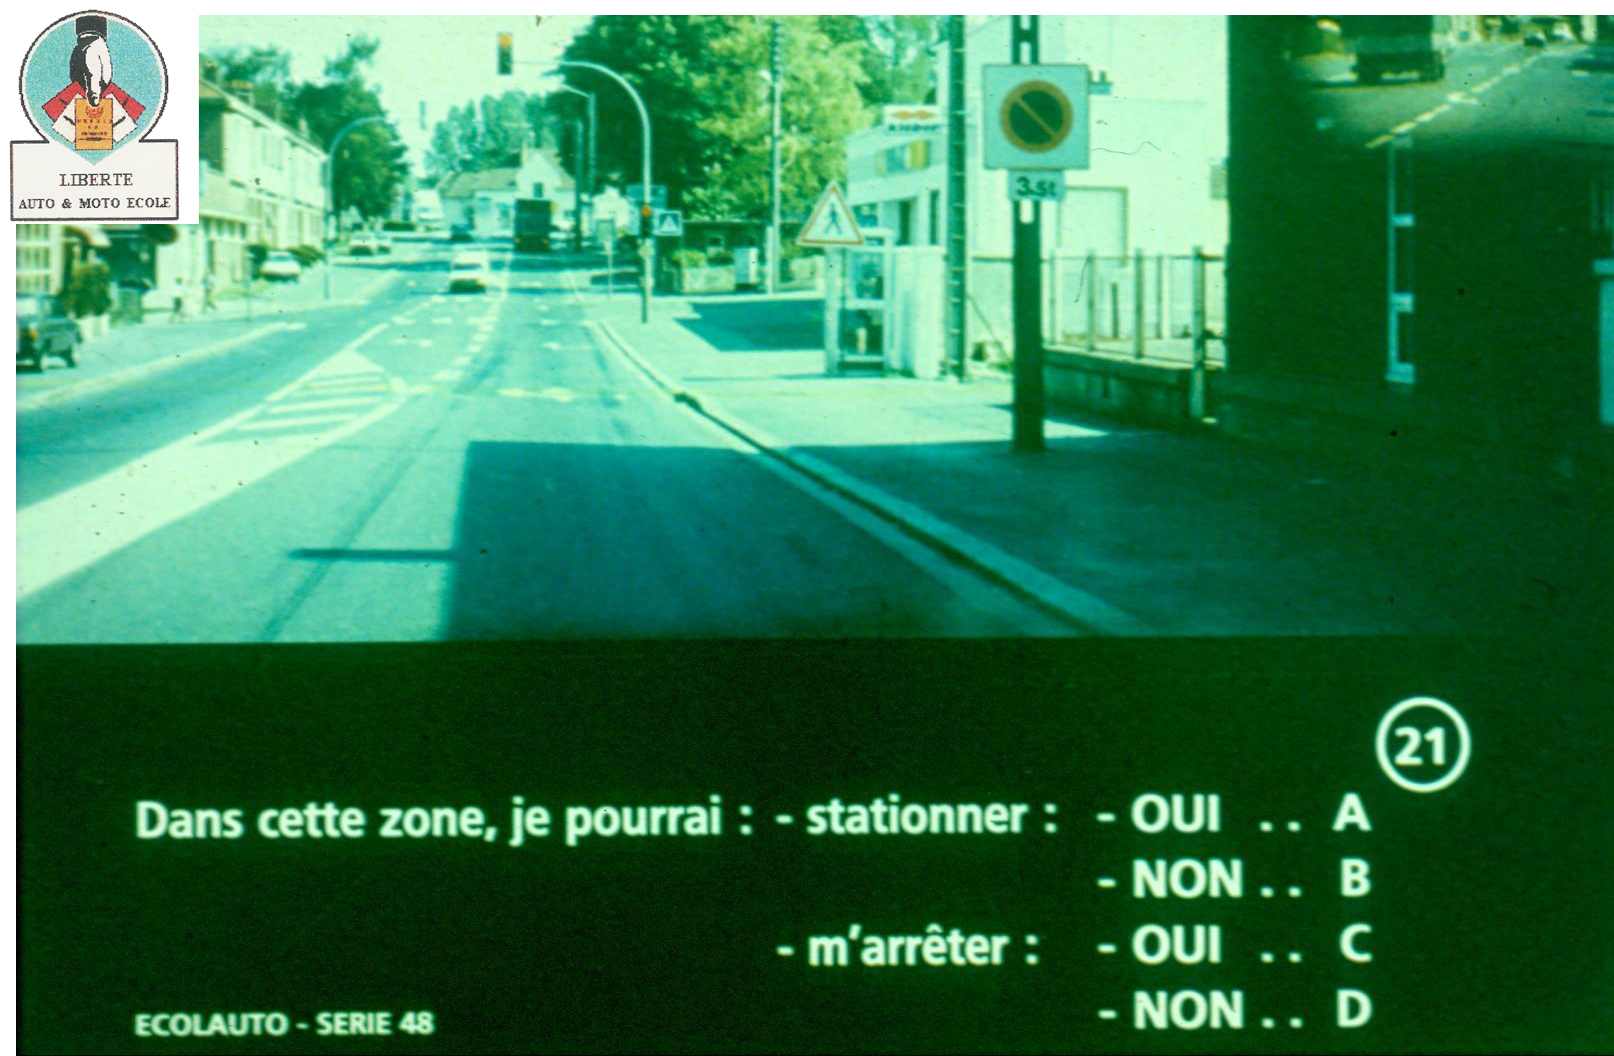 LIBERTE
AUTO & MOTO ECOLE
3.5t
21
Dans cette zone, je pourrai : - stationner : - OUI .. A
- NON .. B
- m'arrêter : - OUI .. C
- NON .. D
ECOLAUTO - SERIE 48